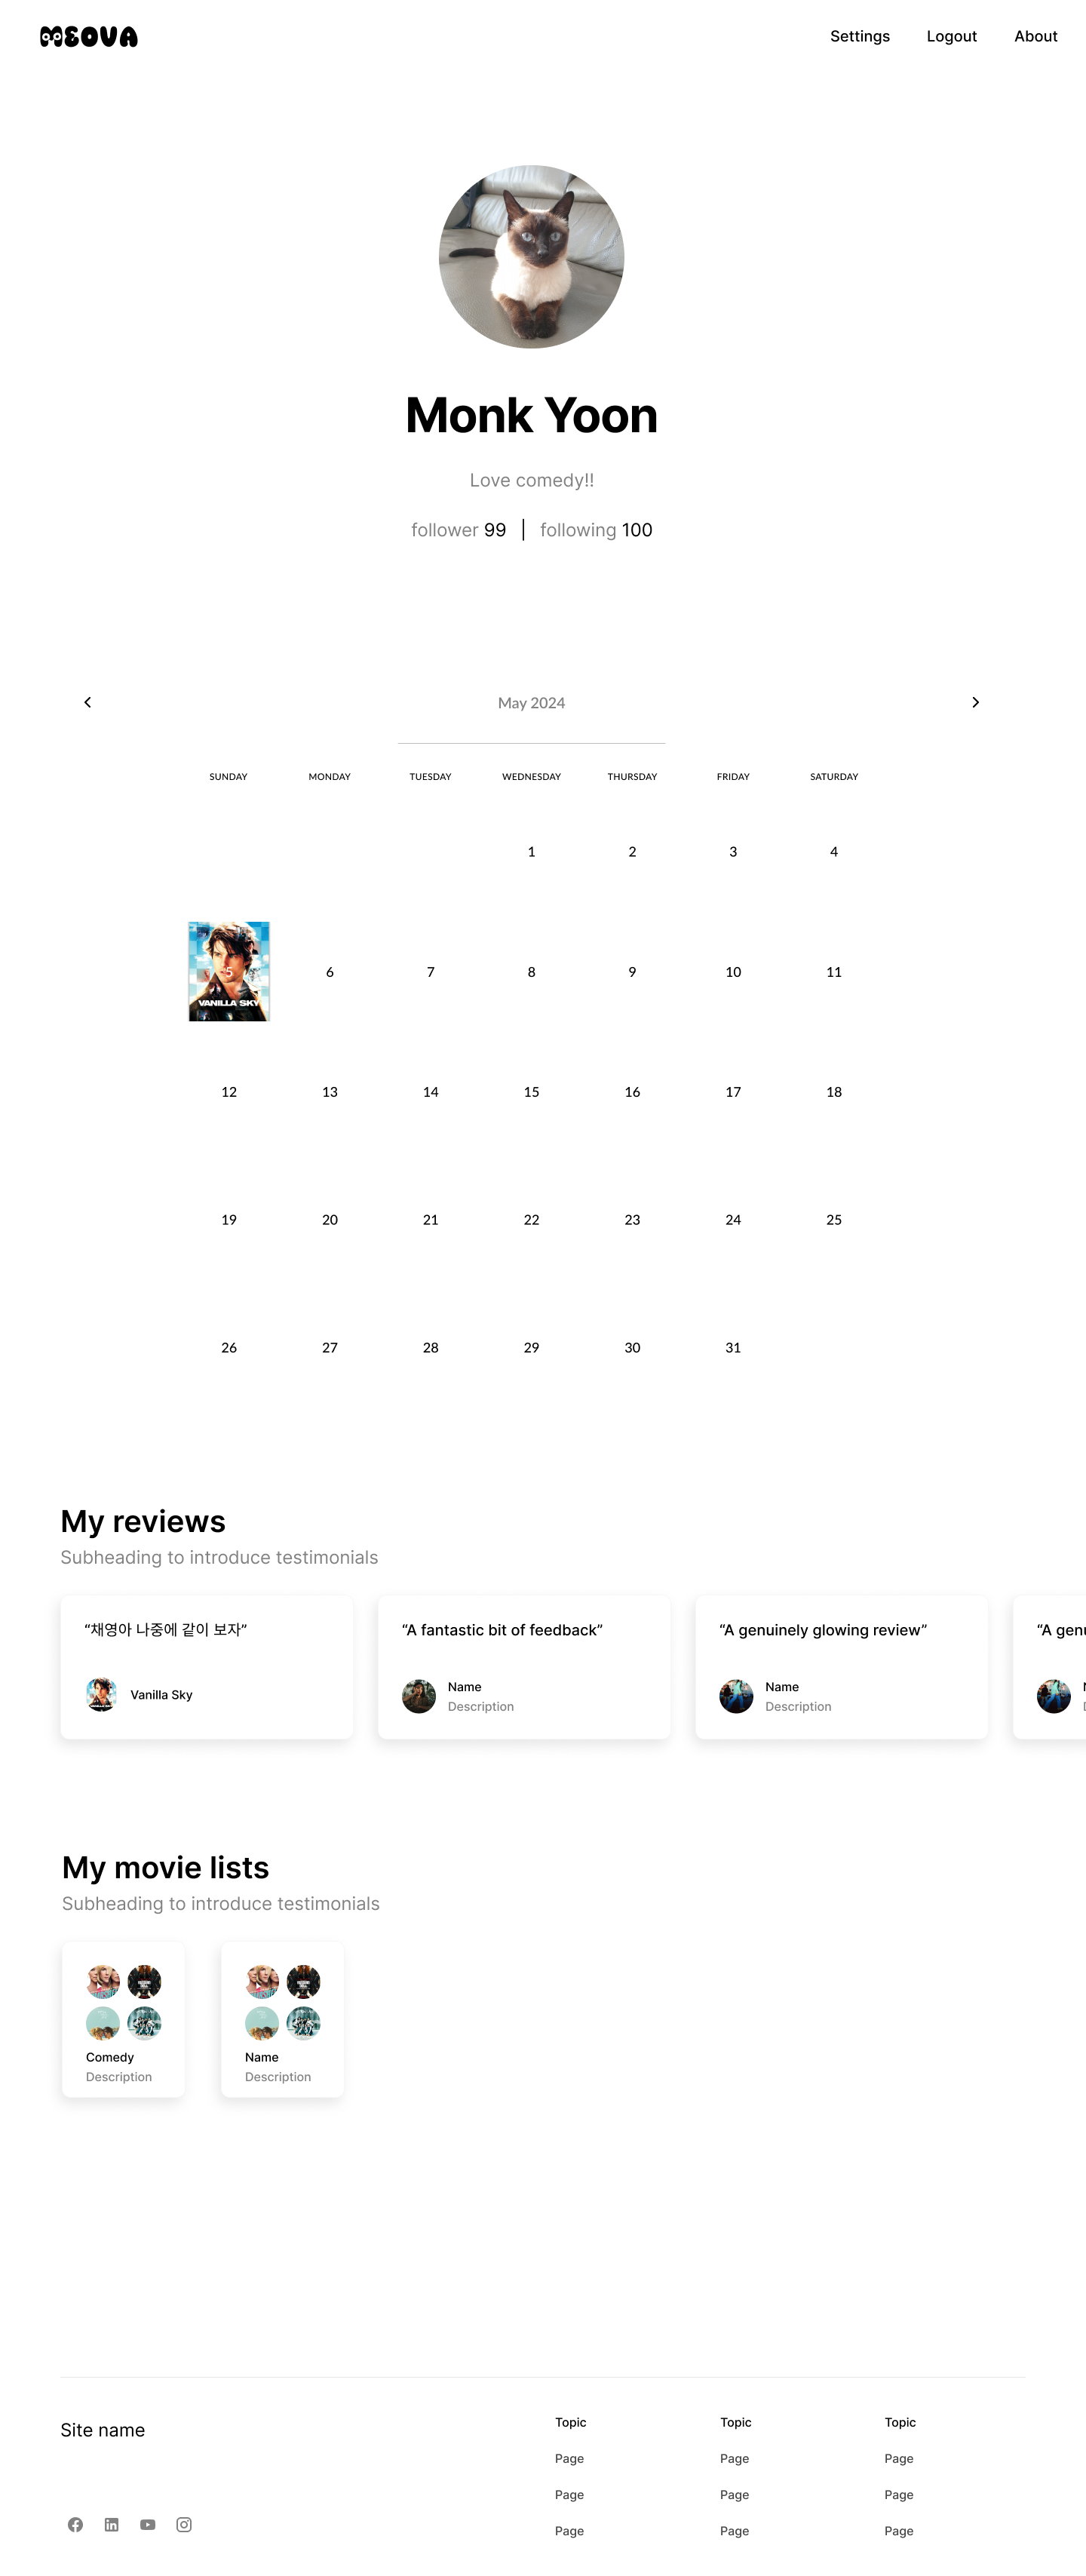 MEOVA
Settings Logout About
Monk Yoon
Love comedy!!
follower 99 | following 100
May 2024
SUNDAY MONDAY TUESDAY WEDNESDAY THURSDAY FRIDAY SATURDAY
1 2 3 4
5 6 7 8 9 10 11
VANILLA SKY
12 13 14 15 16 17 18
19 20 21 22 23 24 25
26 27 28 29 30 31
My reviews
Subheading to introduce testimonials
“채영아 나중에 같이 보자”
Vanilla Sky
“A fantastic bit of feedback”
Name
Description
“A genuinely glowing review”
Name
Description
“A genu
My movie lists
Subheading to introduce testimonials
Comedy
Description
Name
Description
Site name
Topic Topic Topic
Page Page Page
Page Page Page
Page Page Page